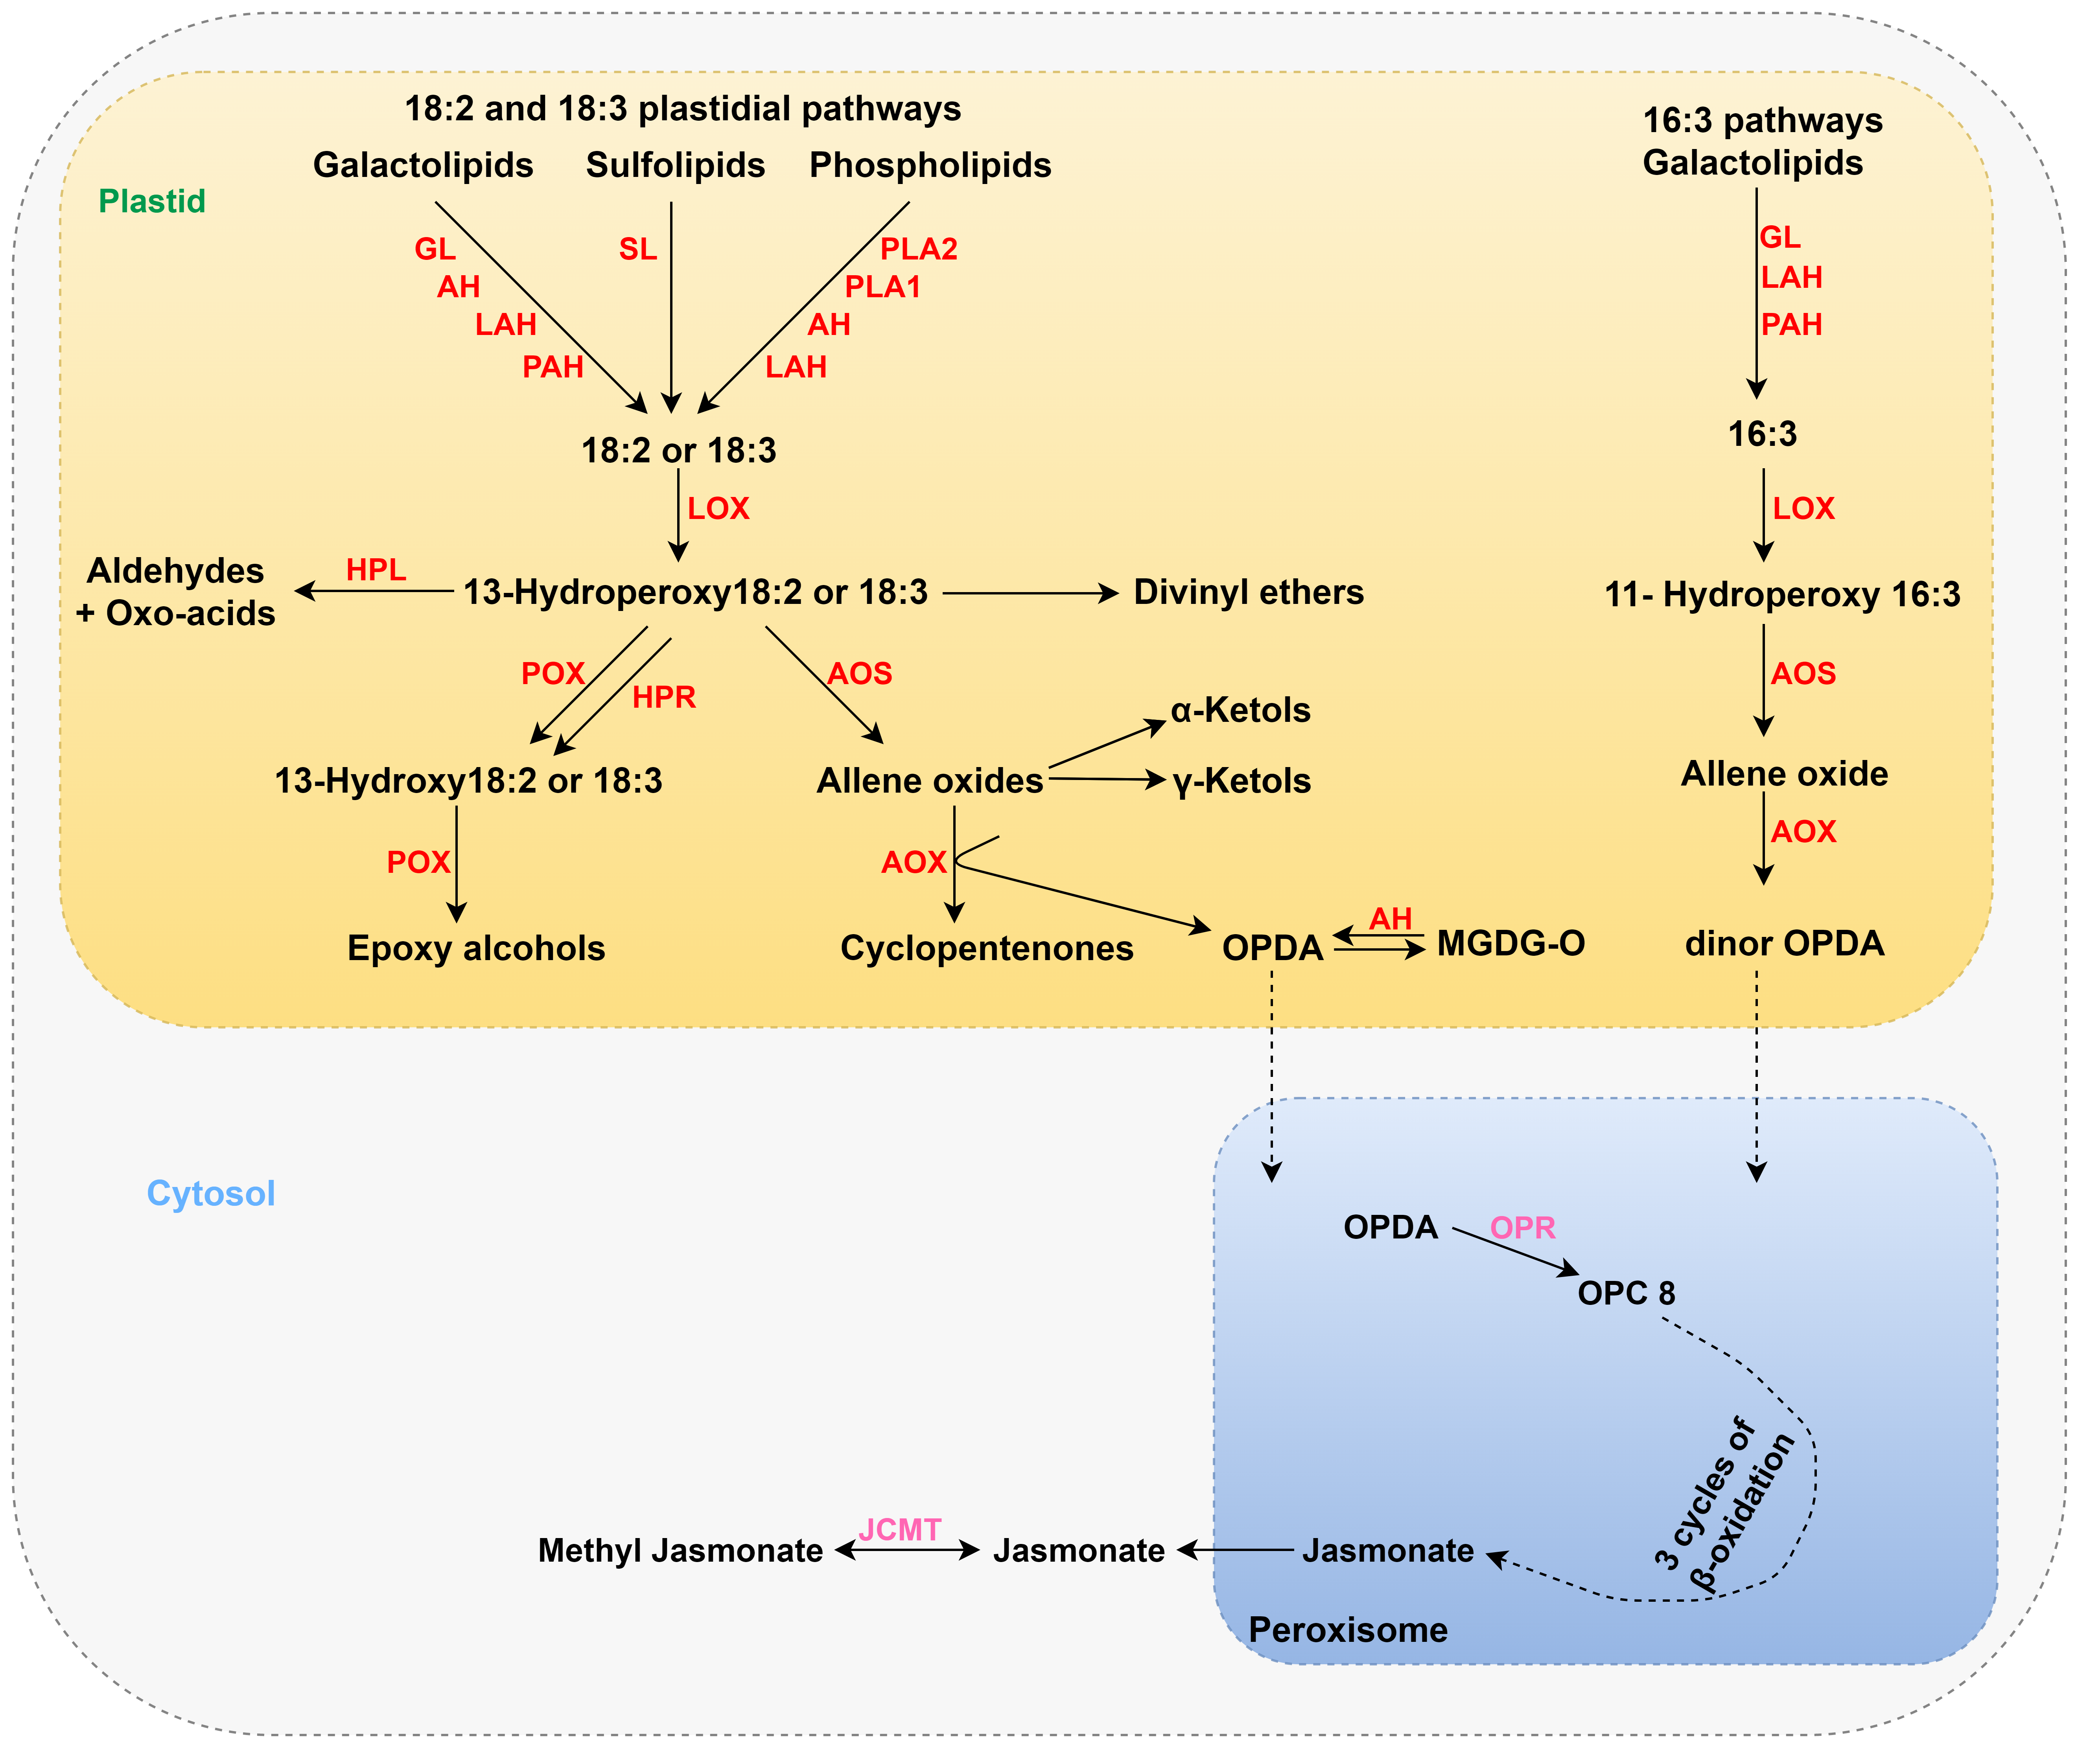 18:2 and 18:3 plastidial pathways
Galactolipids
Sulfolipids
Phospholipids
16:3 pathways
Galactolipids
Plastid
GL
AH
LAH
PAH
SL
PLA2
PLA1
AH
LAH
GL
LAH
PAH
18:2 or 18:3
16:3
LOX
LOX
Aldehydes
+ Oxo-acids
HPL
13-Hydroperoxy18:2 or 18:3
Divinyl ethers
11- Hydroperoxy 16:3
POX
HPR
AOS
AOS
α-Ketols
13-Hydroxy18:2 or 18:3
Allene oxides
γ-Ketols
Allene oxide
POX
AOX
AOX
Epoxy alcohols
Cyclopentenones
OPDA
AH
MGDG-O
dinor OPDA
Cytosol
OPDA
OPR
OPC 8
3 cycles of
β-oxidation
Methyl Jasmonate
JCMT
Jasmonate
Jasmonate
Peroxisome